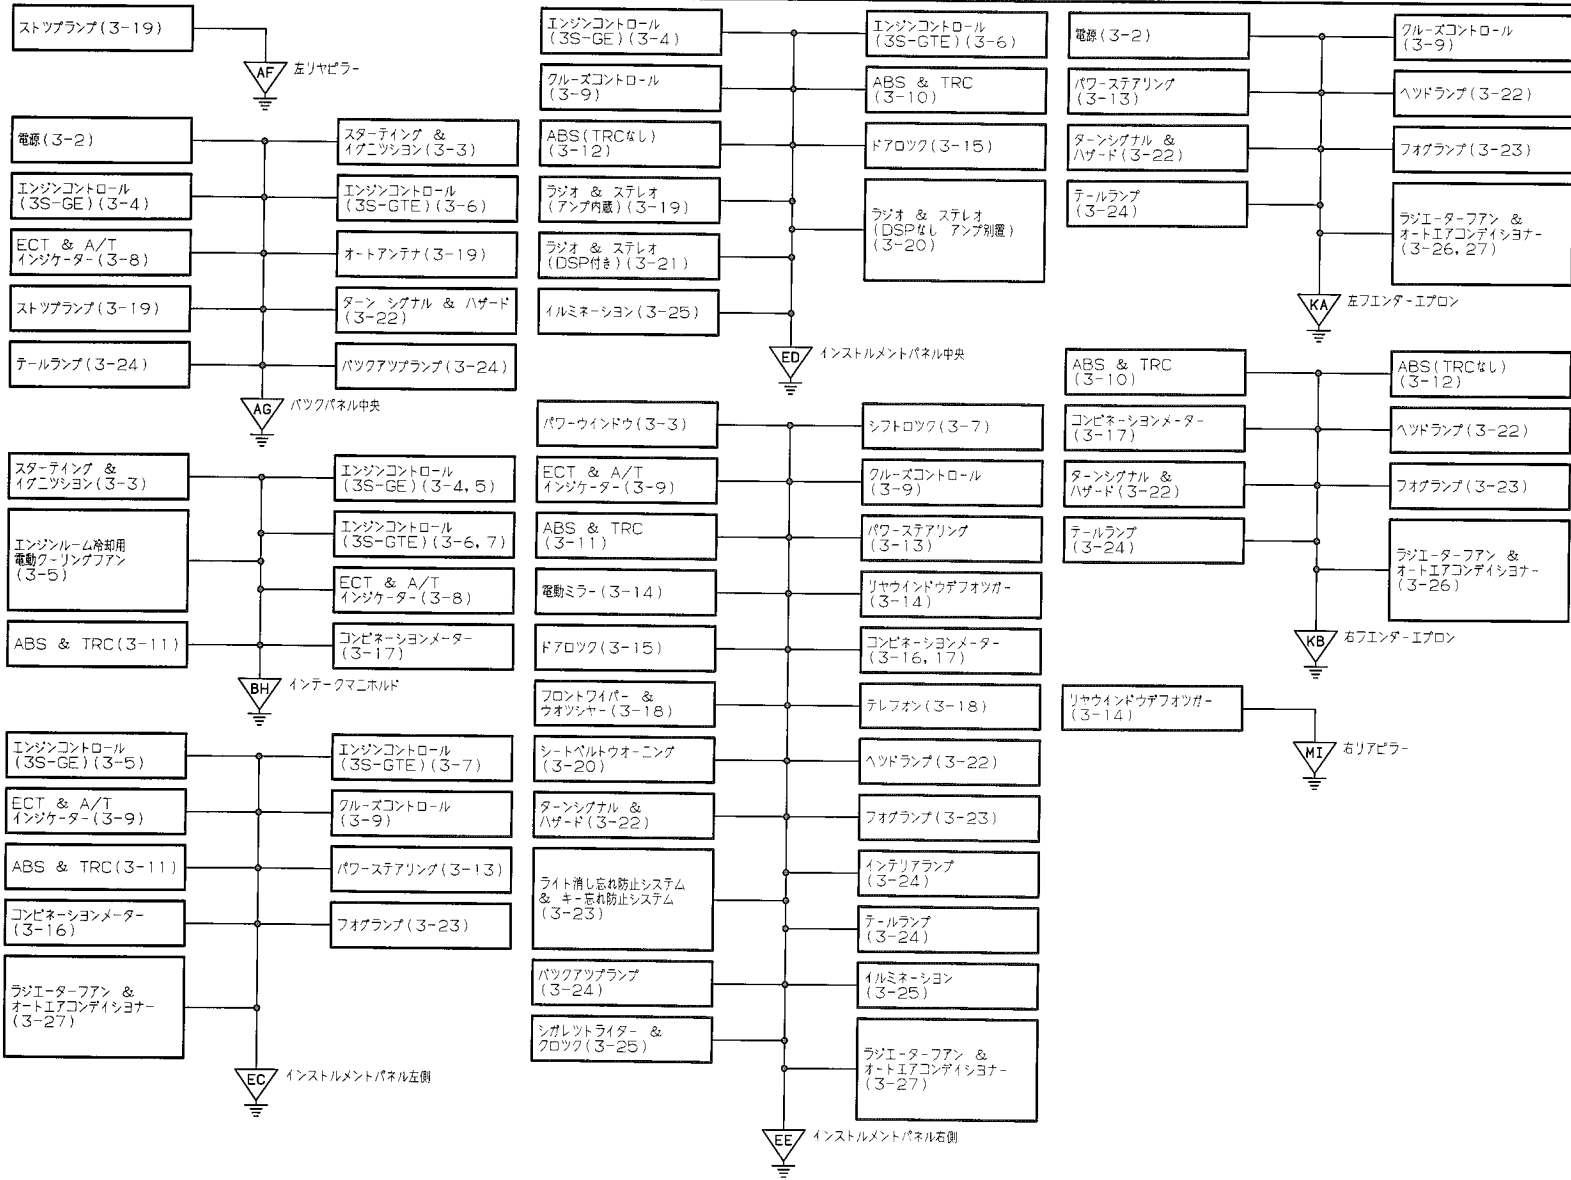 ストツプランプ(3-19)
AF
左リヤピラー
電源(3-2)
スターテイング &
イグニツシヨン(3-3)
エンジンコントロール
(3S-GE)(3-4)
エンジンコントロール
(3S-GTE)(3-6)
ECT & A/T
インジケーター(3-8)
オートアンテナ(3-19)
ストツプランプ(3-19)
ターン シグナル & ハザード
(3-22)
テールランプ(3-24)
バツクアツプランプ(3-24)
AG
バツクパネル中央
スターテイング &
イグニツシヨン(3-3)
エンジンコントロール
(3S-GE)(3-4,5)
エンジンルーム冷却用
電動クーリングフアン
(3-5)
エンジンコントロール
(3S-GTE)(3-6,7)
ECT & A/T
インジケーター(3-8)
ABS & TRC(3-11)
コンビネーシヨンメーター
(3-17)
BH
インテークマニホルド
エンジンコントロール
(3S-GE)(3-5)
エンジンコントロール
(3S-GTE)(3-7)
ECT & A/T
インジケーター(3-9)
クルーズコントロール
(3-9)
ABS & TRC(3-11)
パワーステアリング(3-13)
コンビネーシヨンメーター
(3-16)
フオグランプ(3-23)
ラジエーターフアン &
オートエアコンデイシヨナー
(3-27)
EC
インストルメントパネル左側
エンジンコントロール
(3S-GE)(3-4)
エンジンコントロール
(3S-GTE)(3-6)
クルーズコントロール
(3-9)
ABS & TRC
(3-10)
ABS(TRCなし)
(3-12)
ドアロツク(3-15)
ラジオ & ステレオ
(アンプ内蔵)(3-19)
ラジオ & ステレオ
(DSPなし アンプ別置)
(3-20)
ラジオ & ステレオ
(DSP付き)(3-21)
イルミネーシヨン(3-25)
ED
インストルメントパネル中央
パワーウインドウ(3-3)
シフトロツク(3-7)
ECT & A/T
インジケーター(3-9)
クルーズコントロール
(3-9)
ABS & TRC
(3-11)
パワーステアリング
(3-13)
電動ミラー(3-14)
リヤウインドウデフオツガー
(3-14)
ドアロツク(3-15)
コンビネーシヨンメーター
(3-16,17)
フロントワイパー &
ウオツシヤー(3-18)
テレフオン(3-18)
シートベルトウオーニング
(3-20)
ヘツドランプ(3-22)
ターンシグナル &
ハザード(3-22)
フオグランプ(3-23)
ライト消し忘れ防止システム
& キー忘れ防止システム
(3-23)
インテリアランプ
(3-24)
テールランプ
(3-24)
バツクアツプランプ
(3-24)
イルミネーシヨン
(3-25)
シガレツトライター &
クロツク(3-25)
ラジエーターフアン &
オートエアコンデイシヨナー
(3-27)
EE
インストルメントパネル右側
電源(3-2)
クルーズコントロール
(3-9)
パワーステアリング
(3-13)
ヘツドランプ(3-22)
ターンシグナル &
ハザード(3-22)
フオグランプ(3-23)
テールランプ
(3-24)
ラジエーターフアン &
オートエアコンデイシヨナー
(3-26,27)
KA
左フエンダーエプロン
ABS & TRC
(3-10)
ABS(TRCなし)
(3-12)
コンビネーシヨンメーター
(3-17)
ヘツドランプ(3-22)
ターンシグナル &
ハザード(3-22)
フオグランプ(3-23)
テールランプ
(3-24)
ラジエーターフアン &
オートエアコンデイシヨナー
(3-26)
KB
右フエンダーエプロン
リヤウインドウデフオツガー
(3-14)
MI
右リアピラー